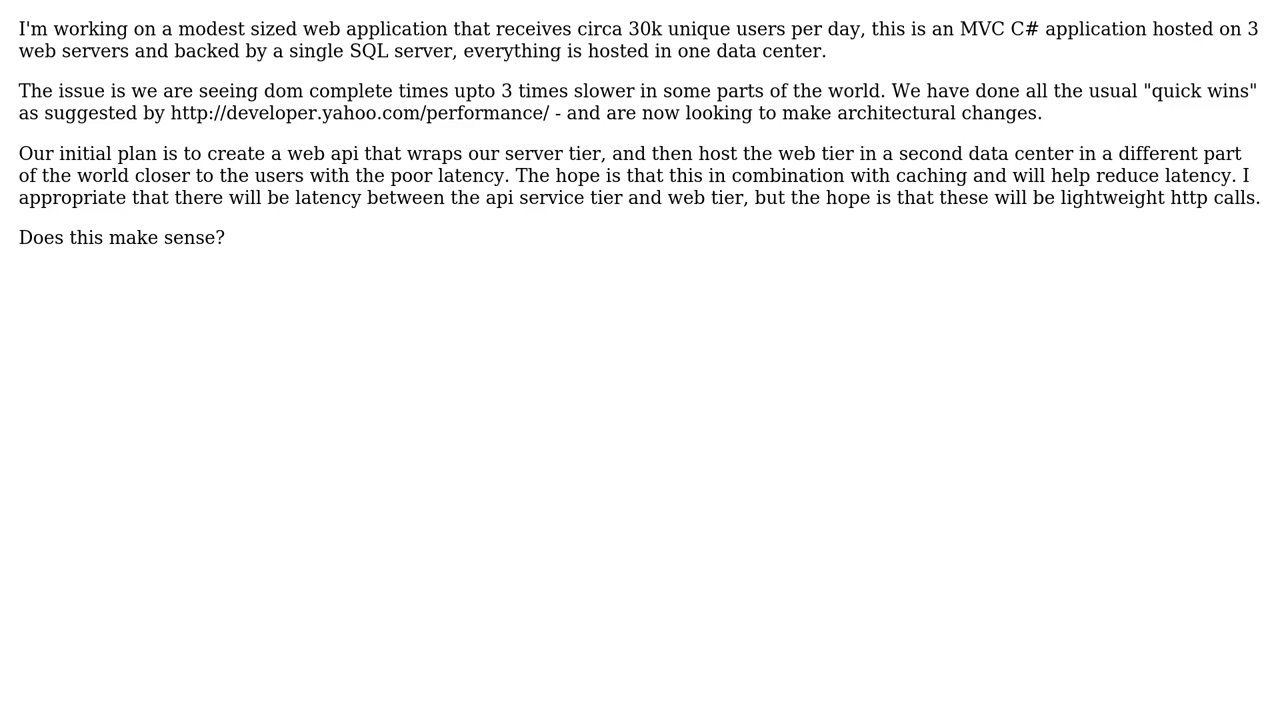 I'm working on a modest sized web application that receives circa 30k unique users per day, this is an MVC C# application hosted on 3
web servers and backed by a single SQL server, everything is hosted in one data center.
The issue is we are seeing dom complete times upto 3 times slower in some parts of the world. We have done all the usual "quick wins"
as suggested by http://developer.yahoo.com/performance/ - and are now looking to make architectural changes.
Our initial plan is to create a web api that wraps our server tier, and then host the web tier in a second data center in a different part
of the world closer to the users with the poor latency. The hope is that this in combination with caching and will help reduce latency. I
appropriate that there will be latency between the api service tier and web tier, but the hope is that these will be lightweight http calls.
Does this make sense?